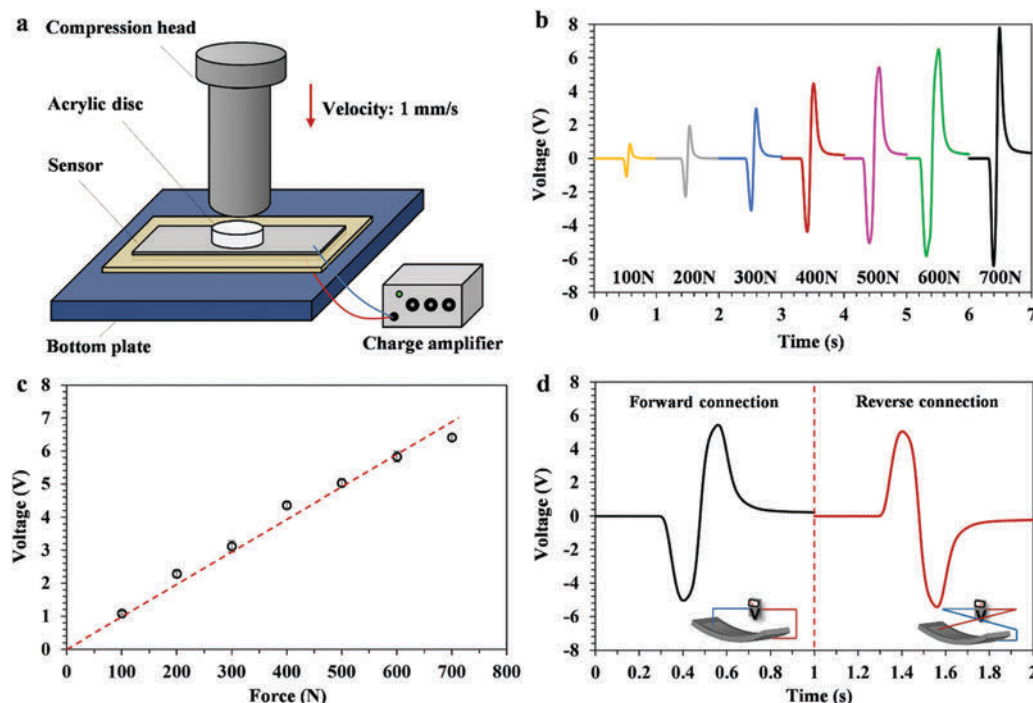 a
Compression head
Acrylic disc
Velocity: 1 mm/s
Sensor
Bottom plate
Charge amplifier
b
Voltage (V)
8
4
0
-4
-8
100N 200N 300N 400N 500N 600N 700N
0 1 2 3 4 5 6 7
Time (s)
c
Voltage (V)
8
7
6
5
4
3
2
1
0
0 100 200 300 400 500 600 700 800
Force (N)
d
Forward connection
Reverse connection
Voltage (V)
8
6
4
2
0
-2
-4
-6
-8
V
V
0 0.2 0.4 0.6 0.8 1 1.2 1.4 1.6 1.8 2
Time (s)